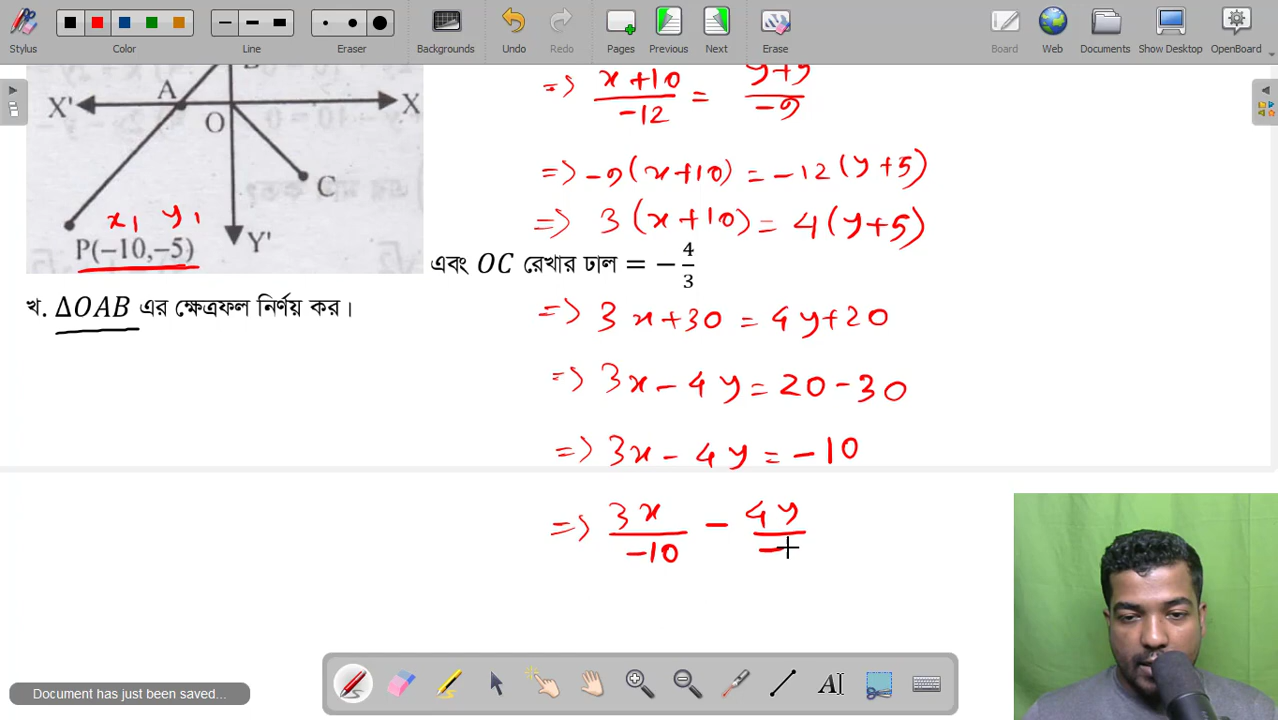 Stylus Color Line Eraser Backgrounds Undo Redo Pages Previous Next Erase Board Web Documents Show Desktop OpenBoard
=> x+10/-12 = y+5/-9
X' A O X
=> -9(x+10) = -12(y+5)
C
x₁ y₁
=> 3(x+10) = 4(y+5)
P(−10,−5) Y'
এবং OC রেখার ঢাল = − 4/3
খ. ΔOAB এর ক্ষেত্রফল নির্ণয় কর।
=> 3x+30 = 4y+20
=> 3x - 4y = 20-30
=> 3x - 4y = -10
=> 3x/-10 - 4y/-
Document has just been saved...